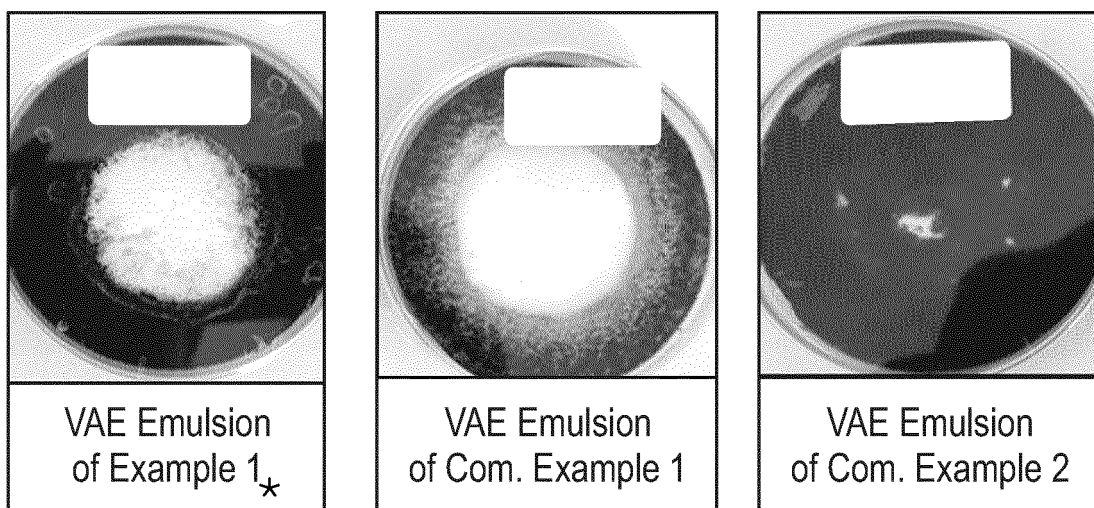 VAE Emulsion
of Example 1*
VAE Emulsion
of Com. Example 1
VAE Emulsion
of Com. Example 2